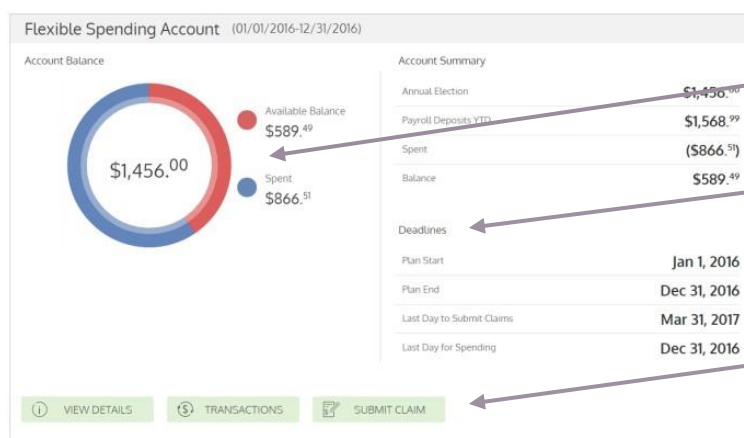 Flexible Spending Account (01/01/2016-12/31/2016)
Account Balance
$1,456.00
Available Balance
$589.49
Spent
$866.51
Account Summary
Annual Election $1,456.00
Payroll Deposits YTD $1,568.99
Spent ($866.51)
Balance $589.49
Deadlines
Plan Start Jan 1, 2016
Plan End Dec 31, 2016
Last Day to Submit Claims Mar 31, 2017
Last Day for Spending Dec 31, 2016
VIEW DETAILS TRANSACTIONS SUBMIT CLAIM